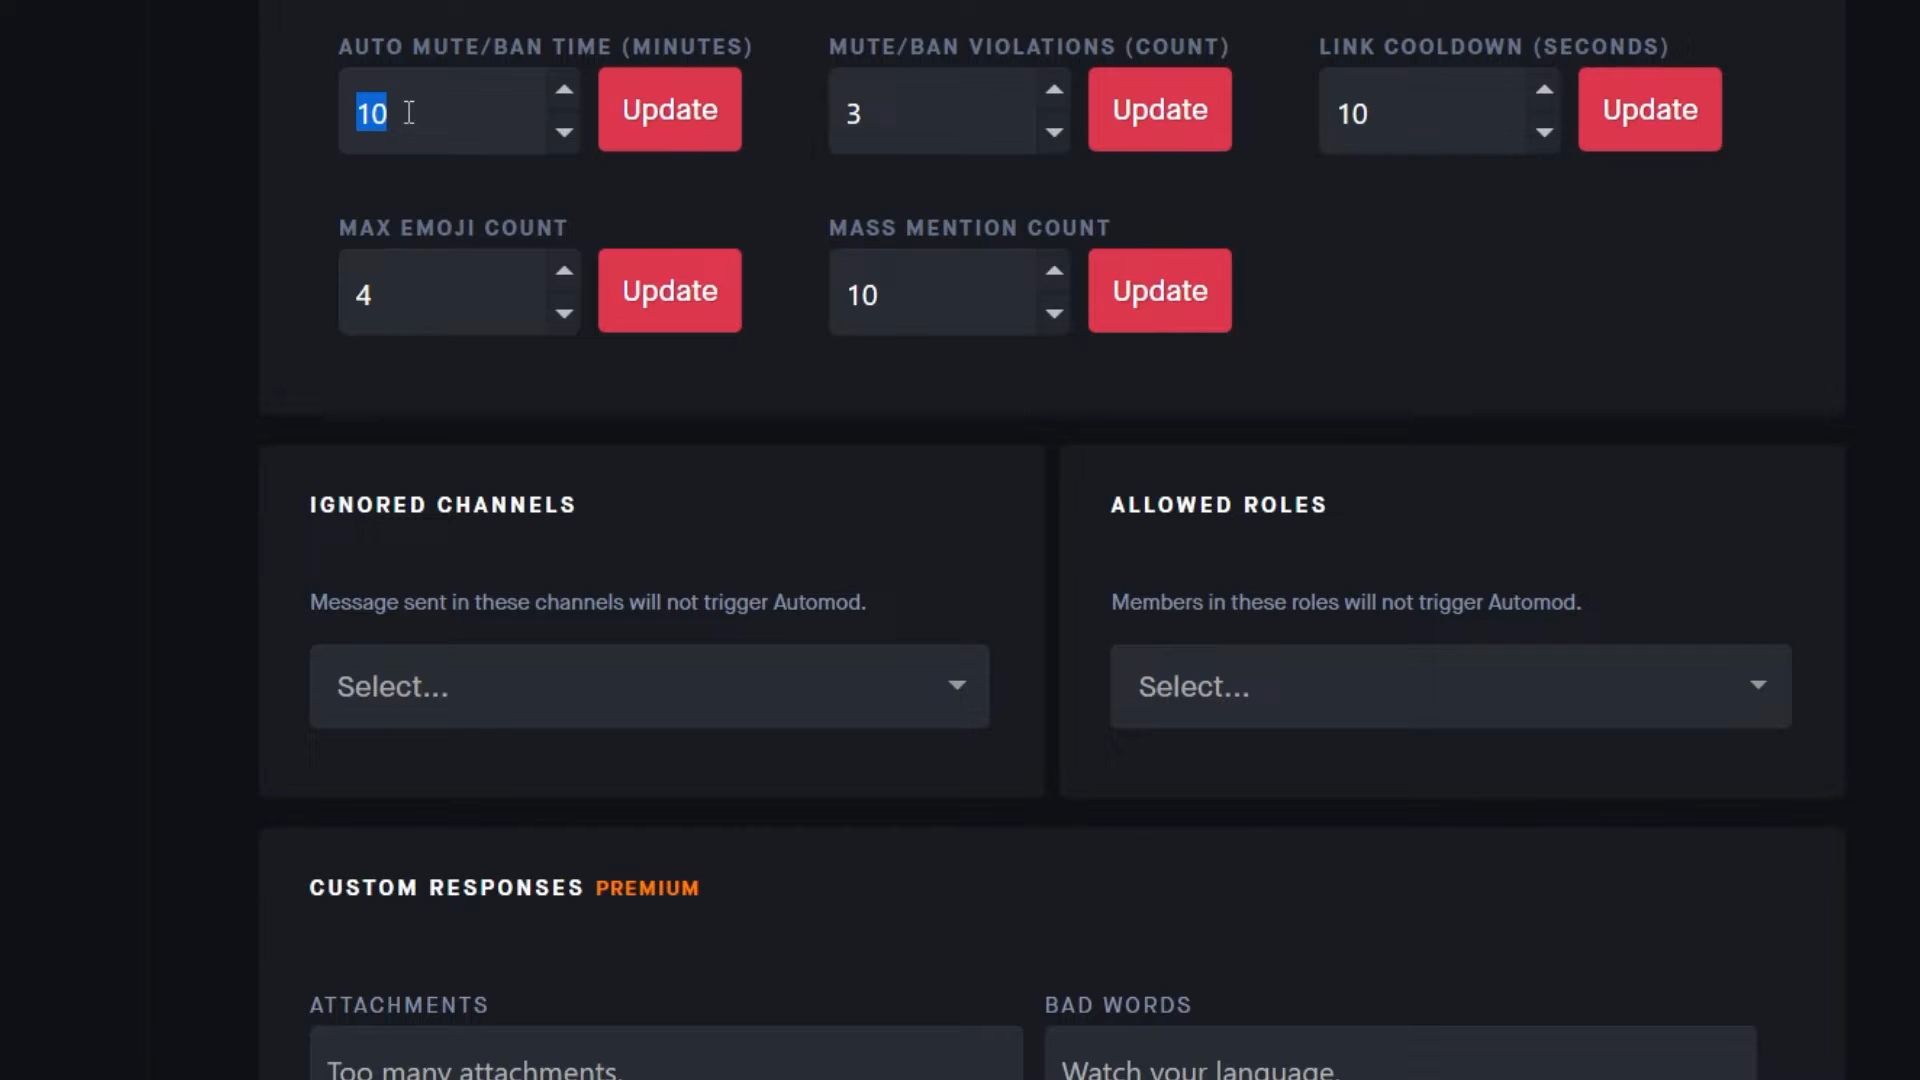 AUTO MUTE/BAN TIME (MINUTES) MUTE/BAN VIOLATIONS (COUNT) LINK COOLDOWN (SECONDS)
10 Update 3 Update 10 Update
MAX EMOJI COUNT MASS MENTION COUNT
4 Update 10 Update
IGNORED CHANNELS
Message sent in these channels will not trigger Automod.
Select...
ALLOWED ROLES
Members in these roles will not trigger Automod.
Select...
CUSTOM RESPONSES PREMIUM
ATTACHMENTS
Too many attachments.
BAD WORDS
Watch your language.